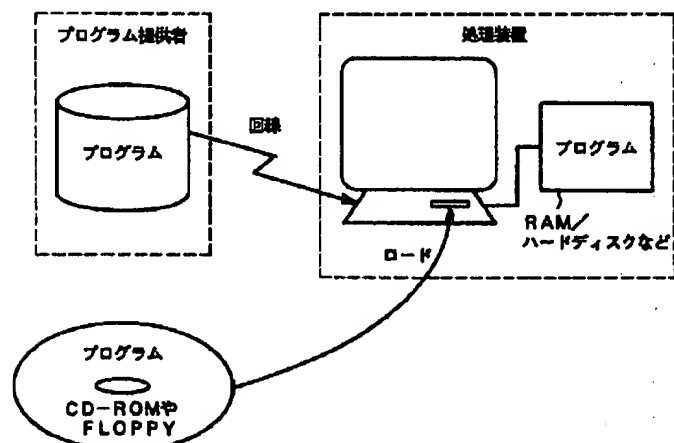 プログラム提供者
プログラム
回線
処理装置
プログラム
RAM／
ハードディスクなど
ロード
プログラム
CD-ROMや
FLOPPY